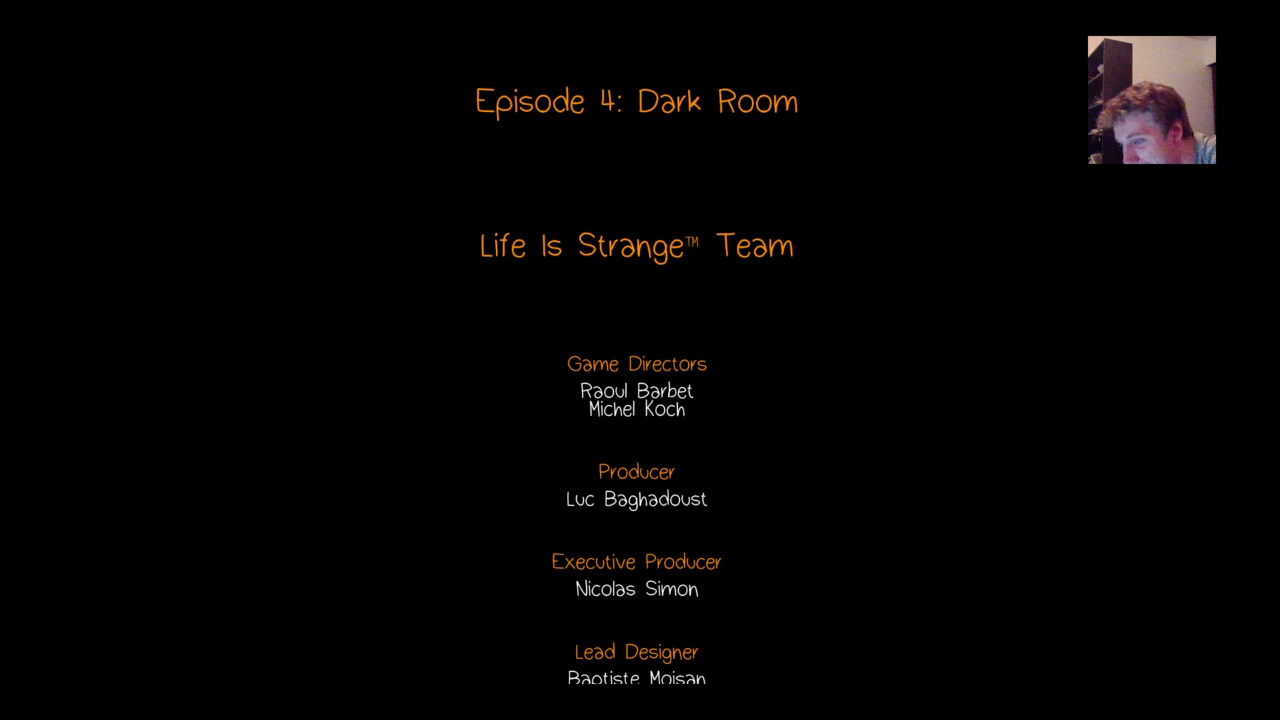 Episode 4: Dark Room
Life Is Strange™ Team
Game Directors
Raoul Barbet
Michel Koch
Producer
Luc Baghadoust
Executive Producer
Nicolas Simon
Lead Designer
Baptiste Moisan